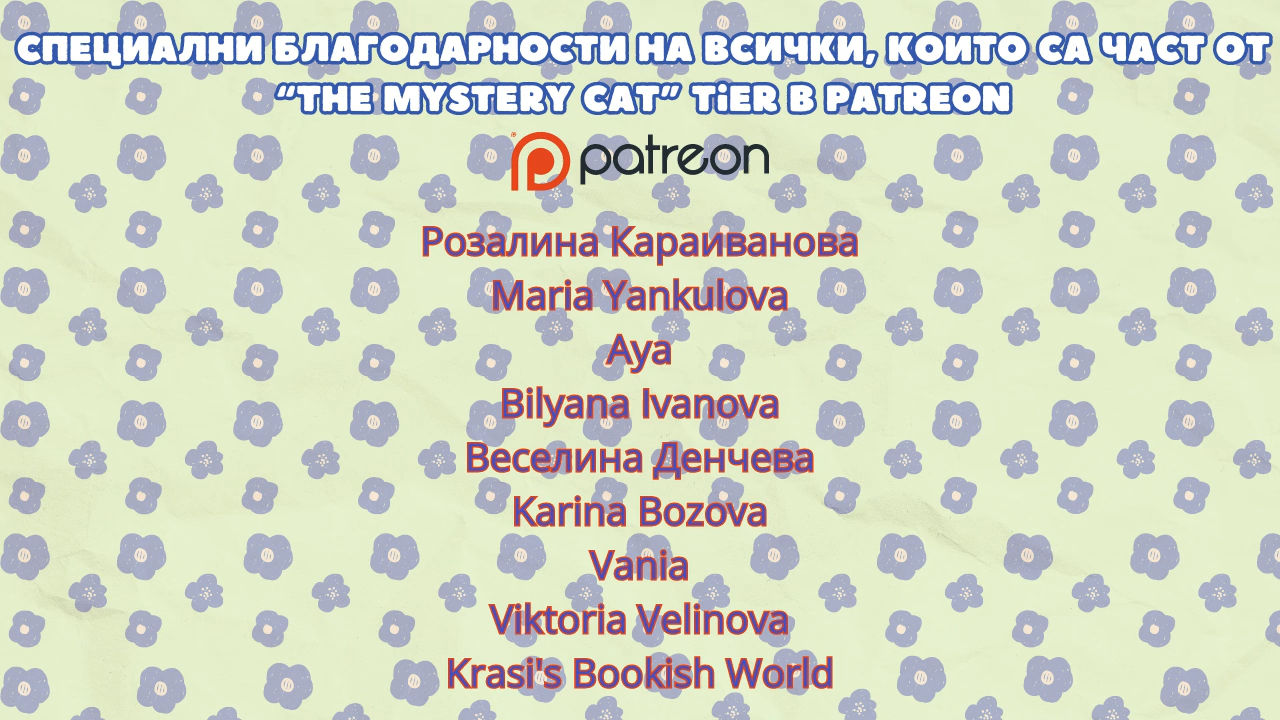 СПЕЦИАЛНИ БЛАГОДАРНОСТИ НА ВСИЧКИ, КОИТО СА ЧАСТ ОТ
“THE MYSTERY CAT” TiER В PATREON
patreon
Розалина Караиванова
Maria Yankulova
Aya
Bilyana Ivanova
Веселина Денчева
Karina Bozova
Vania
Viktoria Velinova
Krasi's Bookish World